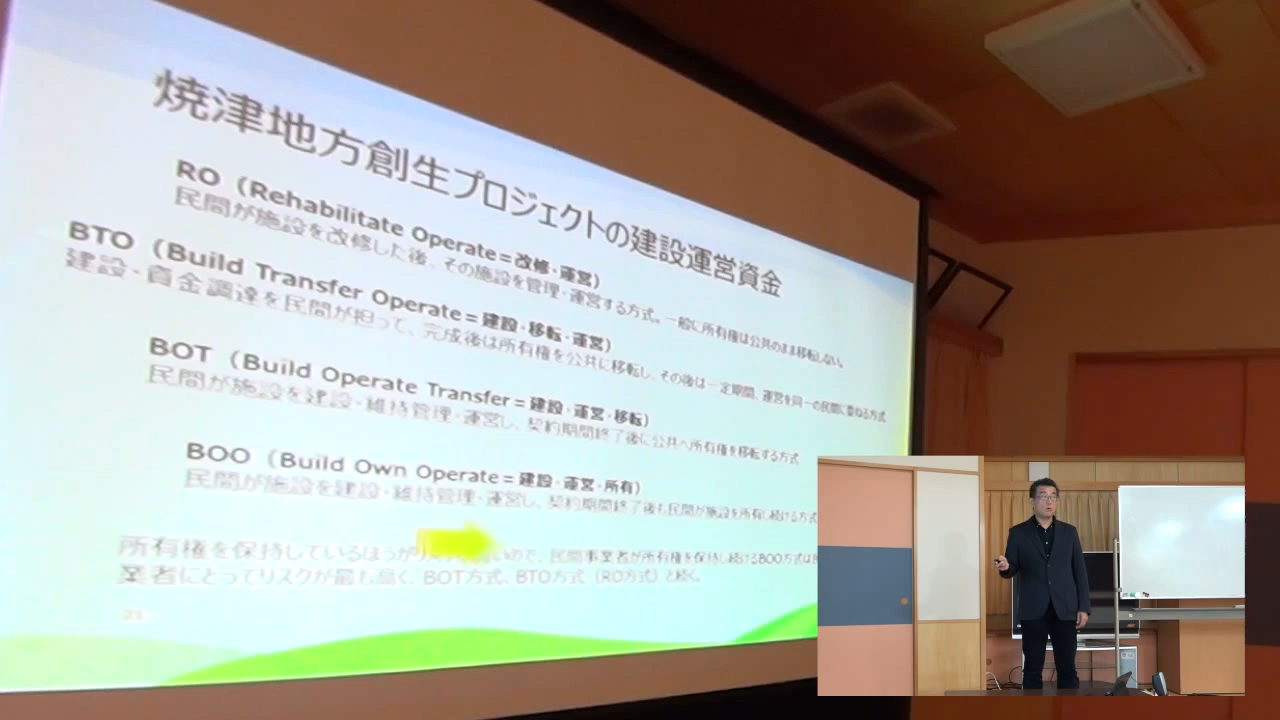 焼津地方創生プロジェクトの建設運営資金
RO（Rehabilitate Operate＝改修・運営）
民間が施設を改修した後、その施設を管理・運営する方式。一般に所有権は公共のまま移転しない。
BTO（Build Transfer Operate＝建設・移転・運営）
建設・資金調達を民間が担って、完成後は所有権を公共に移転し、その後は一定期間、運営を同一の民間に委ねる方式
BOT（Build Operate Transfer＝建設・運営・移転）
民間が施設を建設・維持管理・運営し、契約期間終了後に公共へ所有権を移転する方式
BOO（Build Own Operate＝建設・運営・所有）
民間が施設を建設・維持管理・運営し、契約期間終了後も民間が施設を所有し続ける方式
所有権を保持しているほうが いので、民間事業者が所有権を保持し続けるBOO方式は
業者にとってリスクが最も高く、BOT方式、BTO方式（RO方式）と続く。